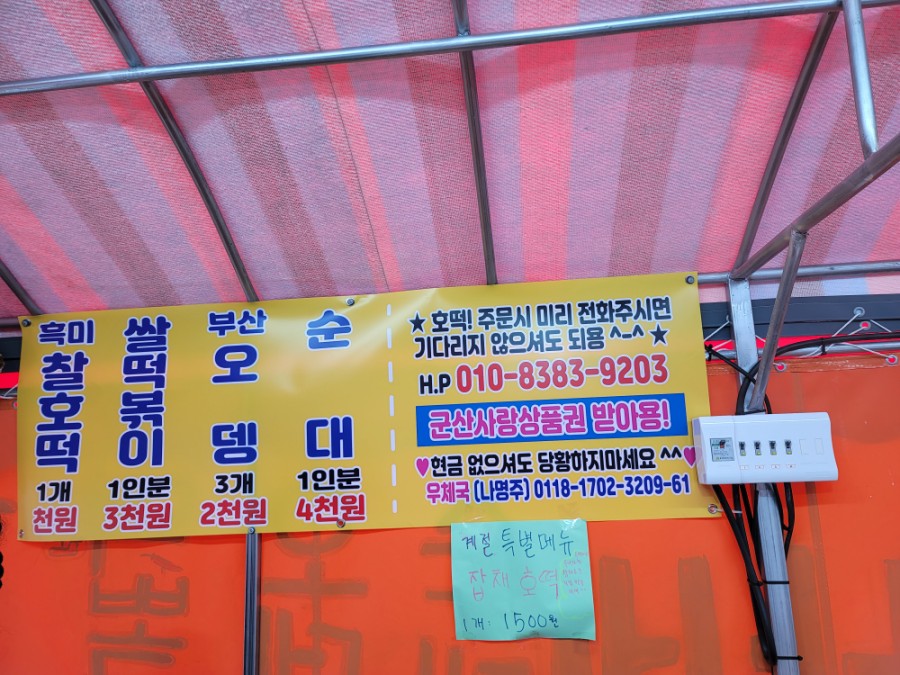 흑미
찰호떡
1개
천원
쌀떡볶이
1인분
3천원
부산
오뎅
3개
2천원
순대
1인분
4천원
★ 호떡! 주문시 미리 전화주시면
기다리지 않으셔도 되용 ^-^ ★
H.P 010-8383-9203
군산사랑상품권 받아용!
♥현금 없으셔도 당황하지마세요 ^^♥
우체국 (나명주) 0118-1702-3209-61
계절 특별메뉴
잡채 호떡
1개: 1500원